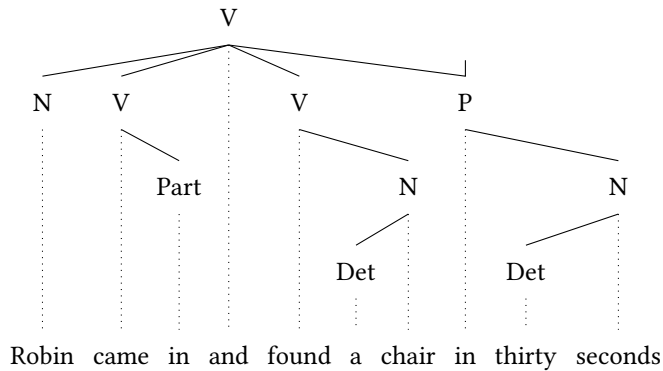 V
N V V P
Part N N
Det Det
Robin came in and found a chair in thirty seconds